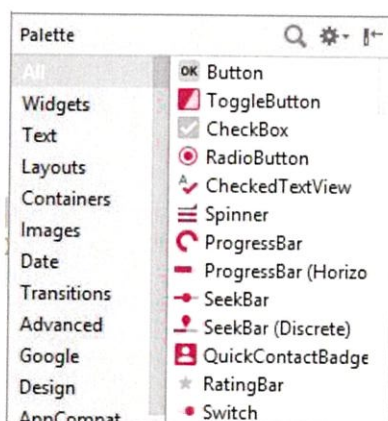 Palette
All
Widgets
Text
Layouts
Containers
Images
Date
Transitions
Advanced
Google
Design
AppCompat
OK Button
ToggleButton
CheckBox
RadioButton
CheckedTextView
Spinner
ProgressBar
ProgressBar (Horizo
SeekBar
SeekBar (Discrete)
QuickContactBadge
RatingBar
Switch